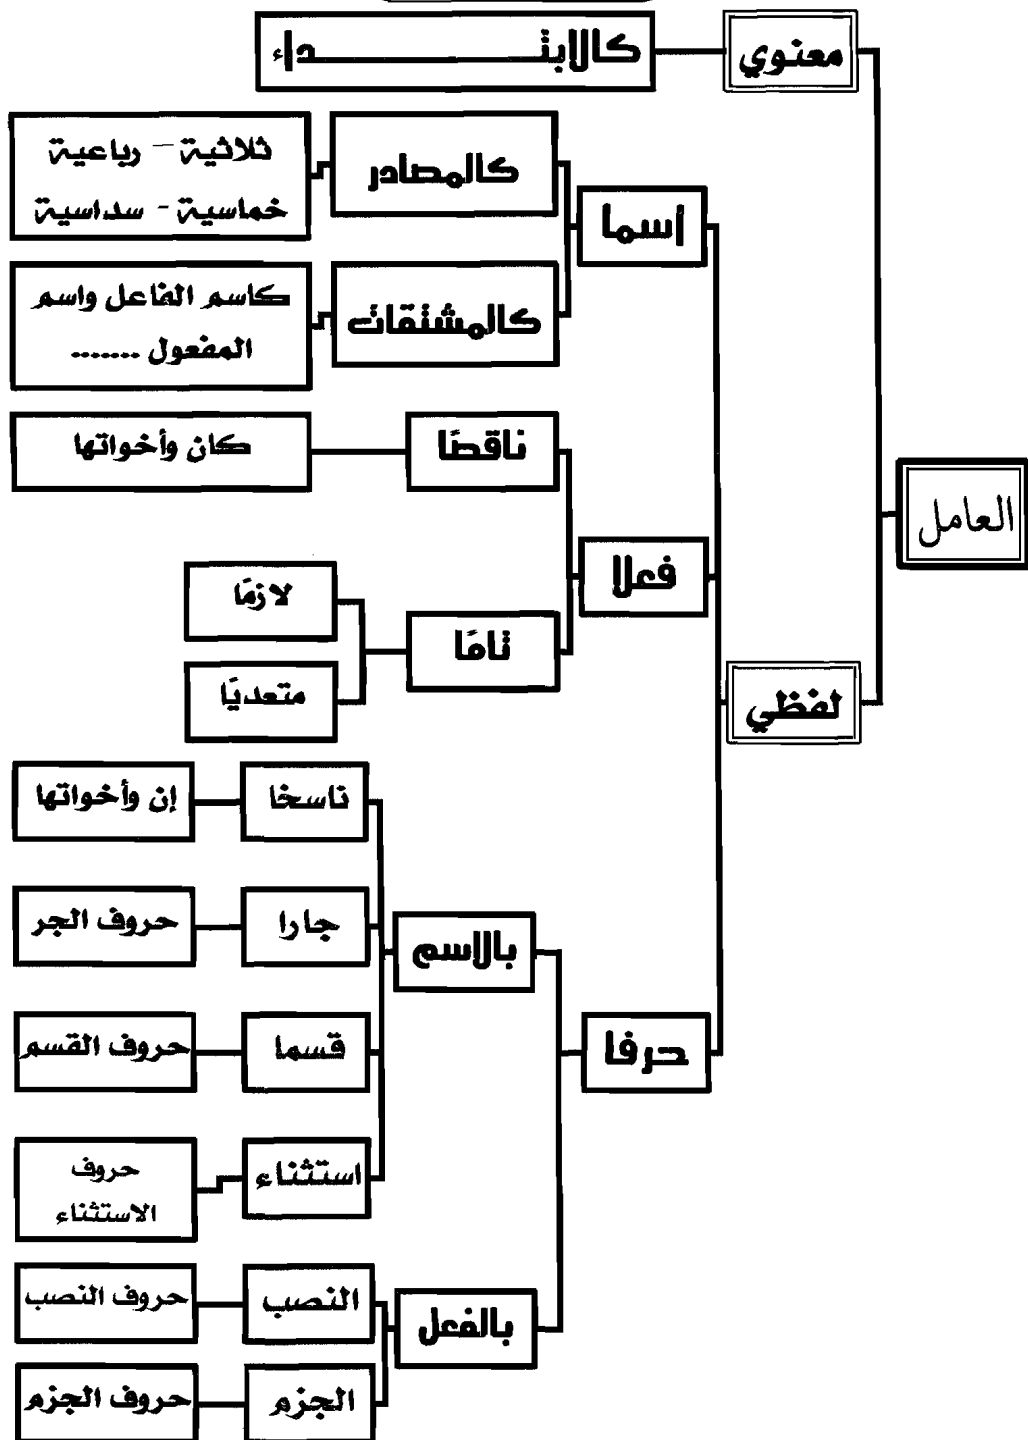 العامل
معنوي
كالابتداء
لفظي
إسما
كالمصادر
ثلاثية - رباعية
خماسية - سداسية
كالمشتقات
كاسم الفاعل واسم
المفعول .......
فعلا
ناقصًا
كان وأخواتها
تامًا
لازمًا
متعديًا
حرفا
بالاسم
ناسخا
إن وأخواتها
جارا
حروف الجر
قسما
حروف القسم
استثناء
حروف
الاستثناء
بالفعل
النصب
حروف النصب
الجزم
حروف الجزم